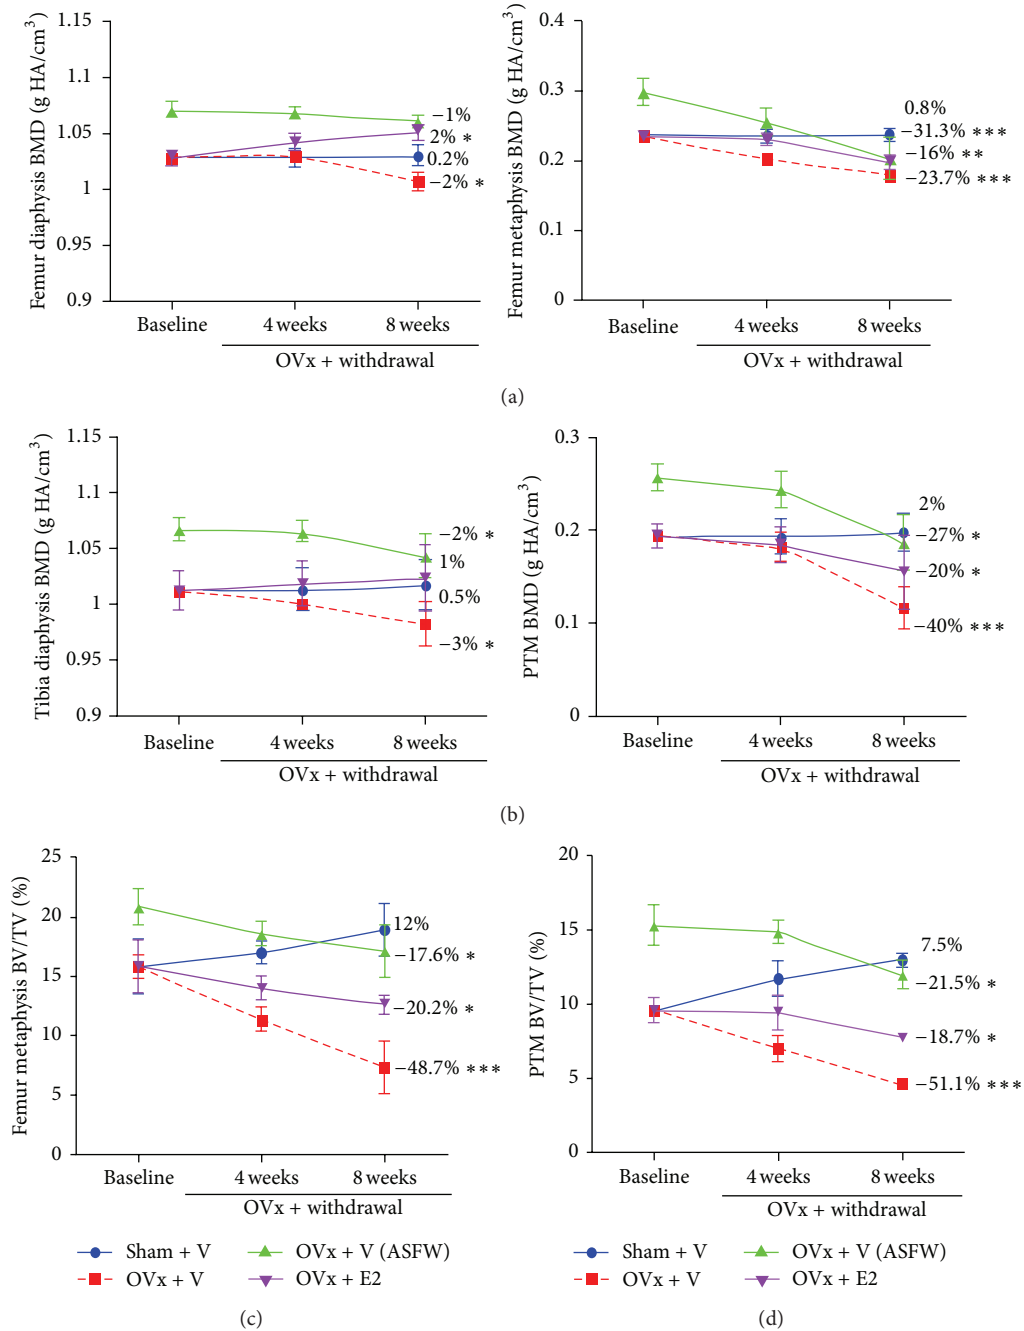 Femur diaphysis BMD (g HA/cm³)
1.15
1.1
1.05
1
0.95
0.9
−1%
2% *
0.2%
−2% *
Baseline 4 weeks 8 weeks
OVx + withdrawal
Femur metaphysis BMD (g HA/cm³)
0.4
0.3
0.2
0.1
0
0.8%
−31.3% ***
−16% **
−23.7% ***
Baseline 4 weeks 8 weeks
OVx + withdrawal
(a)
Tibia diaphysis BMD (g HA/cm³)
1.15
1.1
1.05
1
0.95
0.9
−2% *
1%
0.5%
−3% *
Baseline 4 weeks 8 weeks
OVx + withdrawal
PTM BMD (g HA/cm³)
0.3
0.2
0.1
0
2%
−27% *
−20% *
−40% ***
Baseline 4 weeks 8 weeks
OVx + withdrawal
(b)
Femur metaphysis BV/TV (%)
25
20
15
10
5
0
12%
−17.6% *
−20.2% *
−48.7% ***
Baseline 4 weeks 8 weeks
OVx + withdrawal
Sham + V OVx + V (ASFW)
OVx + V OVx + E2
(c)
PTM BV/TV (%)
20
15
10
5
0
7.5%
−21.5% *
−18.7% *
−51.1% ***
Baseline 4 weeks 8 weeks
OVx + withdrawal
Sham + V OVx + V (ASFW)
OVx + V OVx + E2
(d)